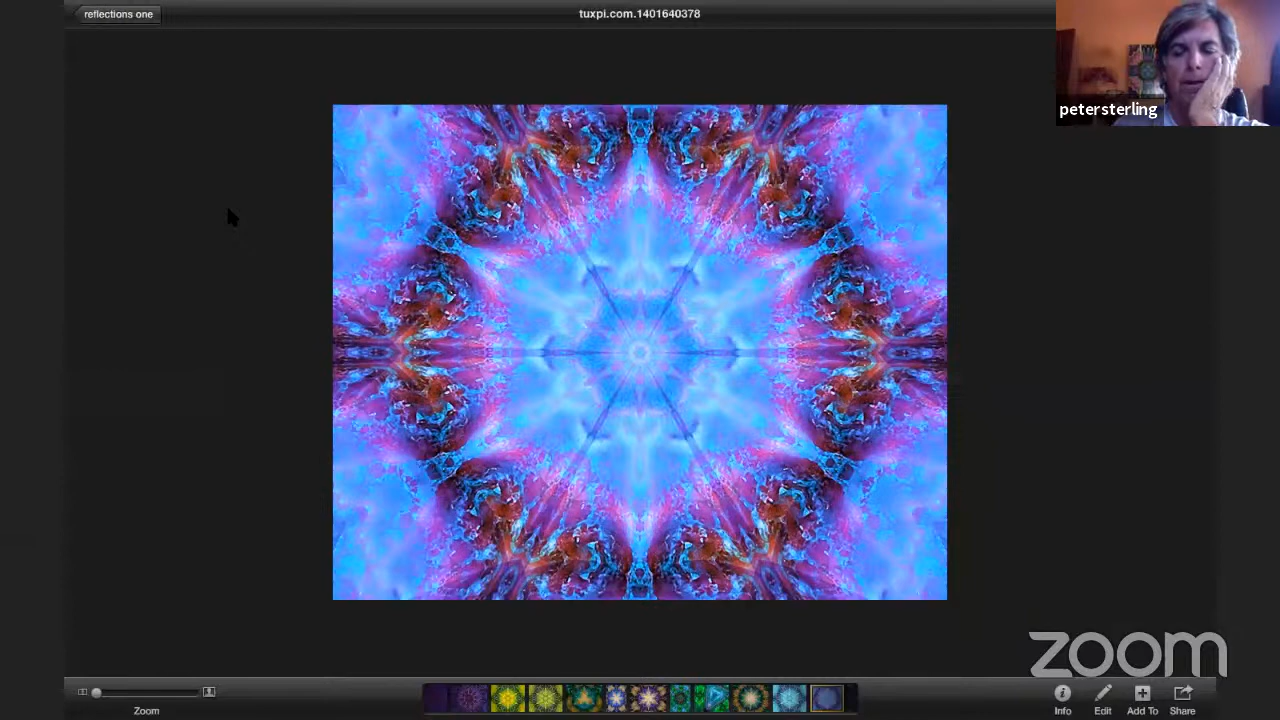 reflections one
tuxpi.com.1401640378
petersterling
zoom
Zoom
Info
Edit
Add To
Share